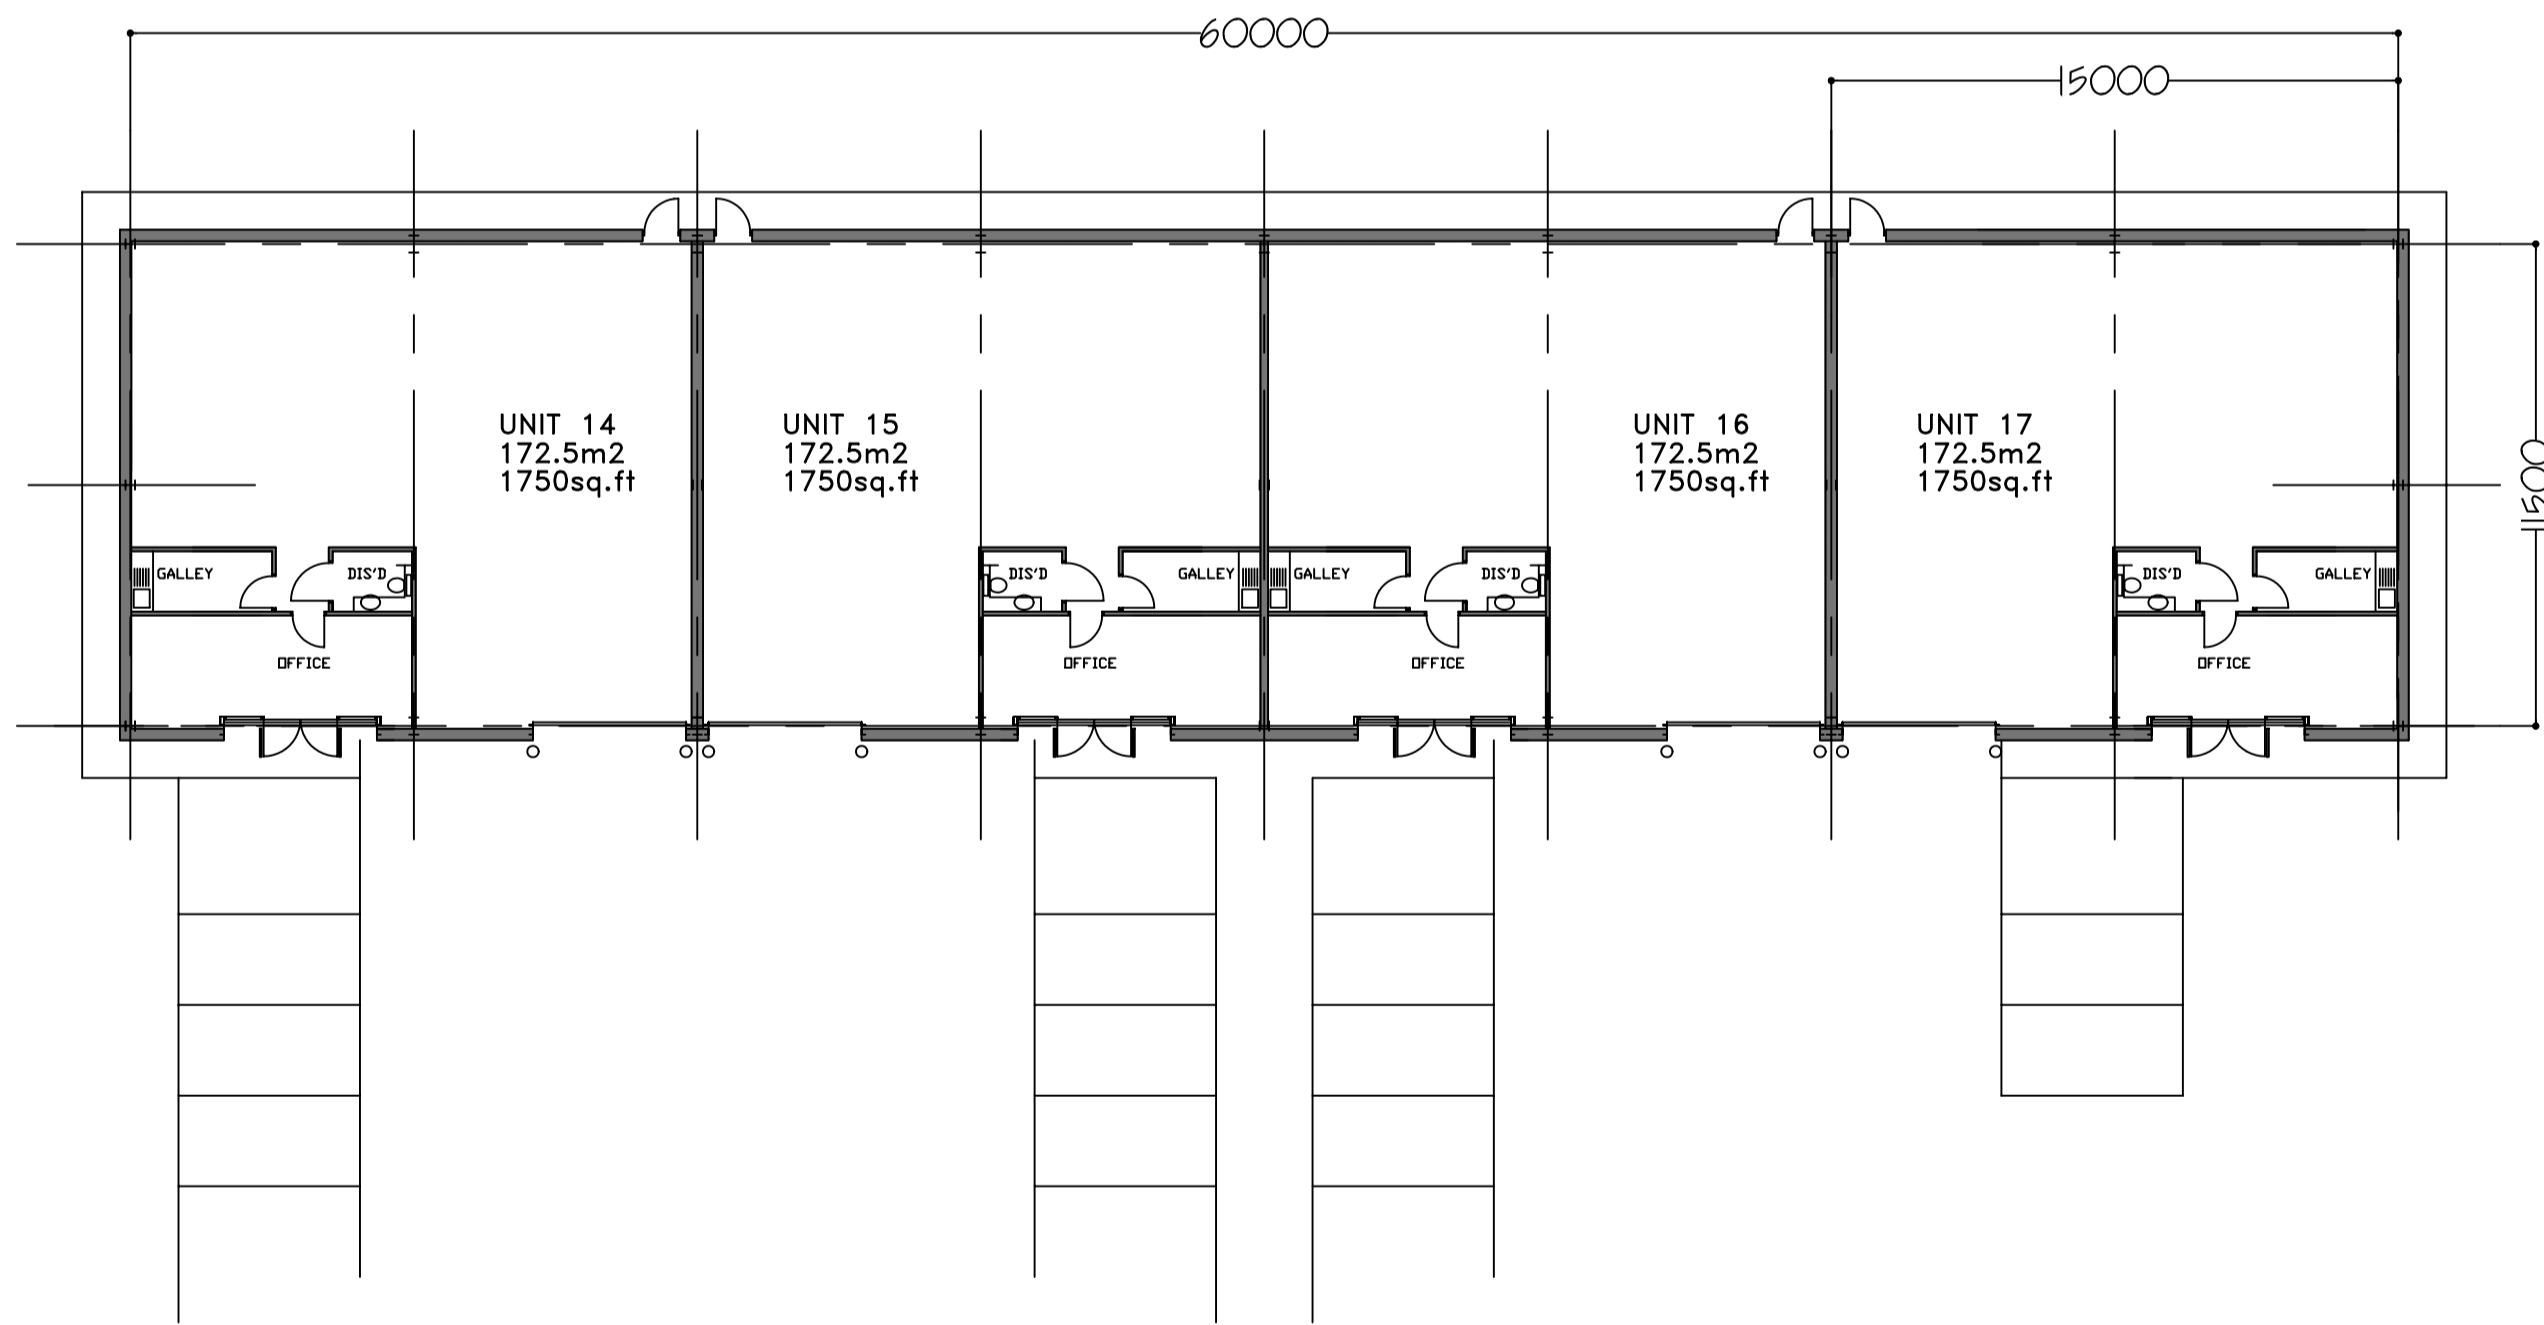 60000
15000
UNIT 14
172.5m2
1750sq.ft
UNIT 15
172.5m2
1750sq.ft
UNIT 16
172.5m2
1750sq.ft
UNIT 17
172.5m2
1750sq.ft
11500
GALLEY
DIS'D
DIS'D
GALLEY
GALLEY
DIS'D
DIS'D
GALLEY
OFFICE
OFFICE
OFFICE
OFFICE